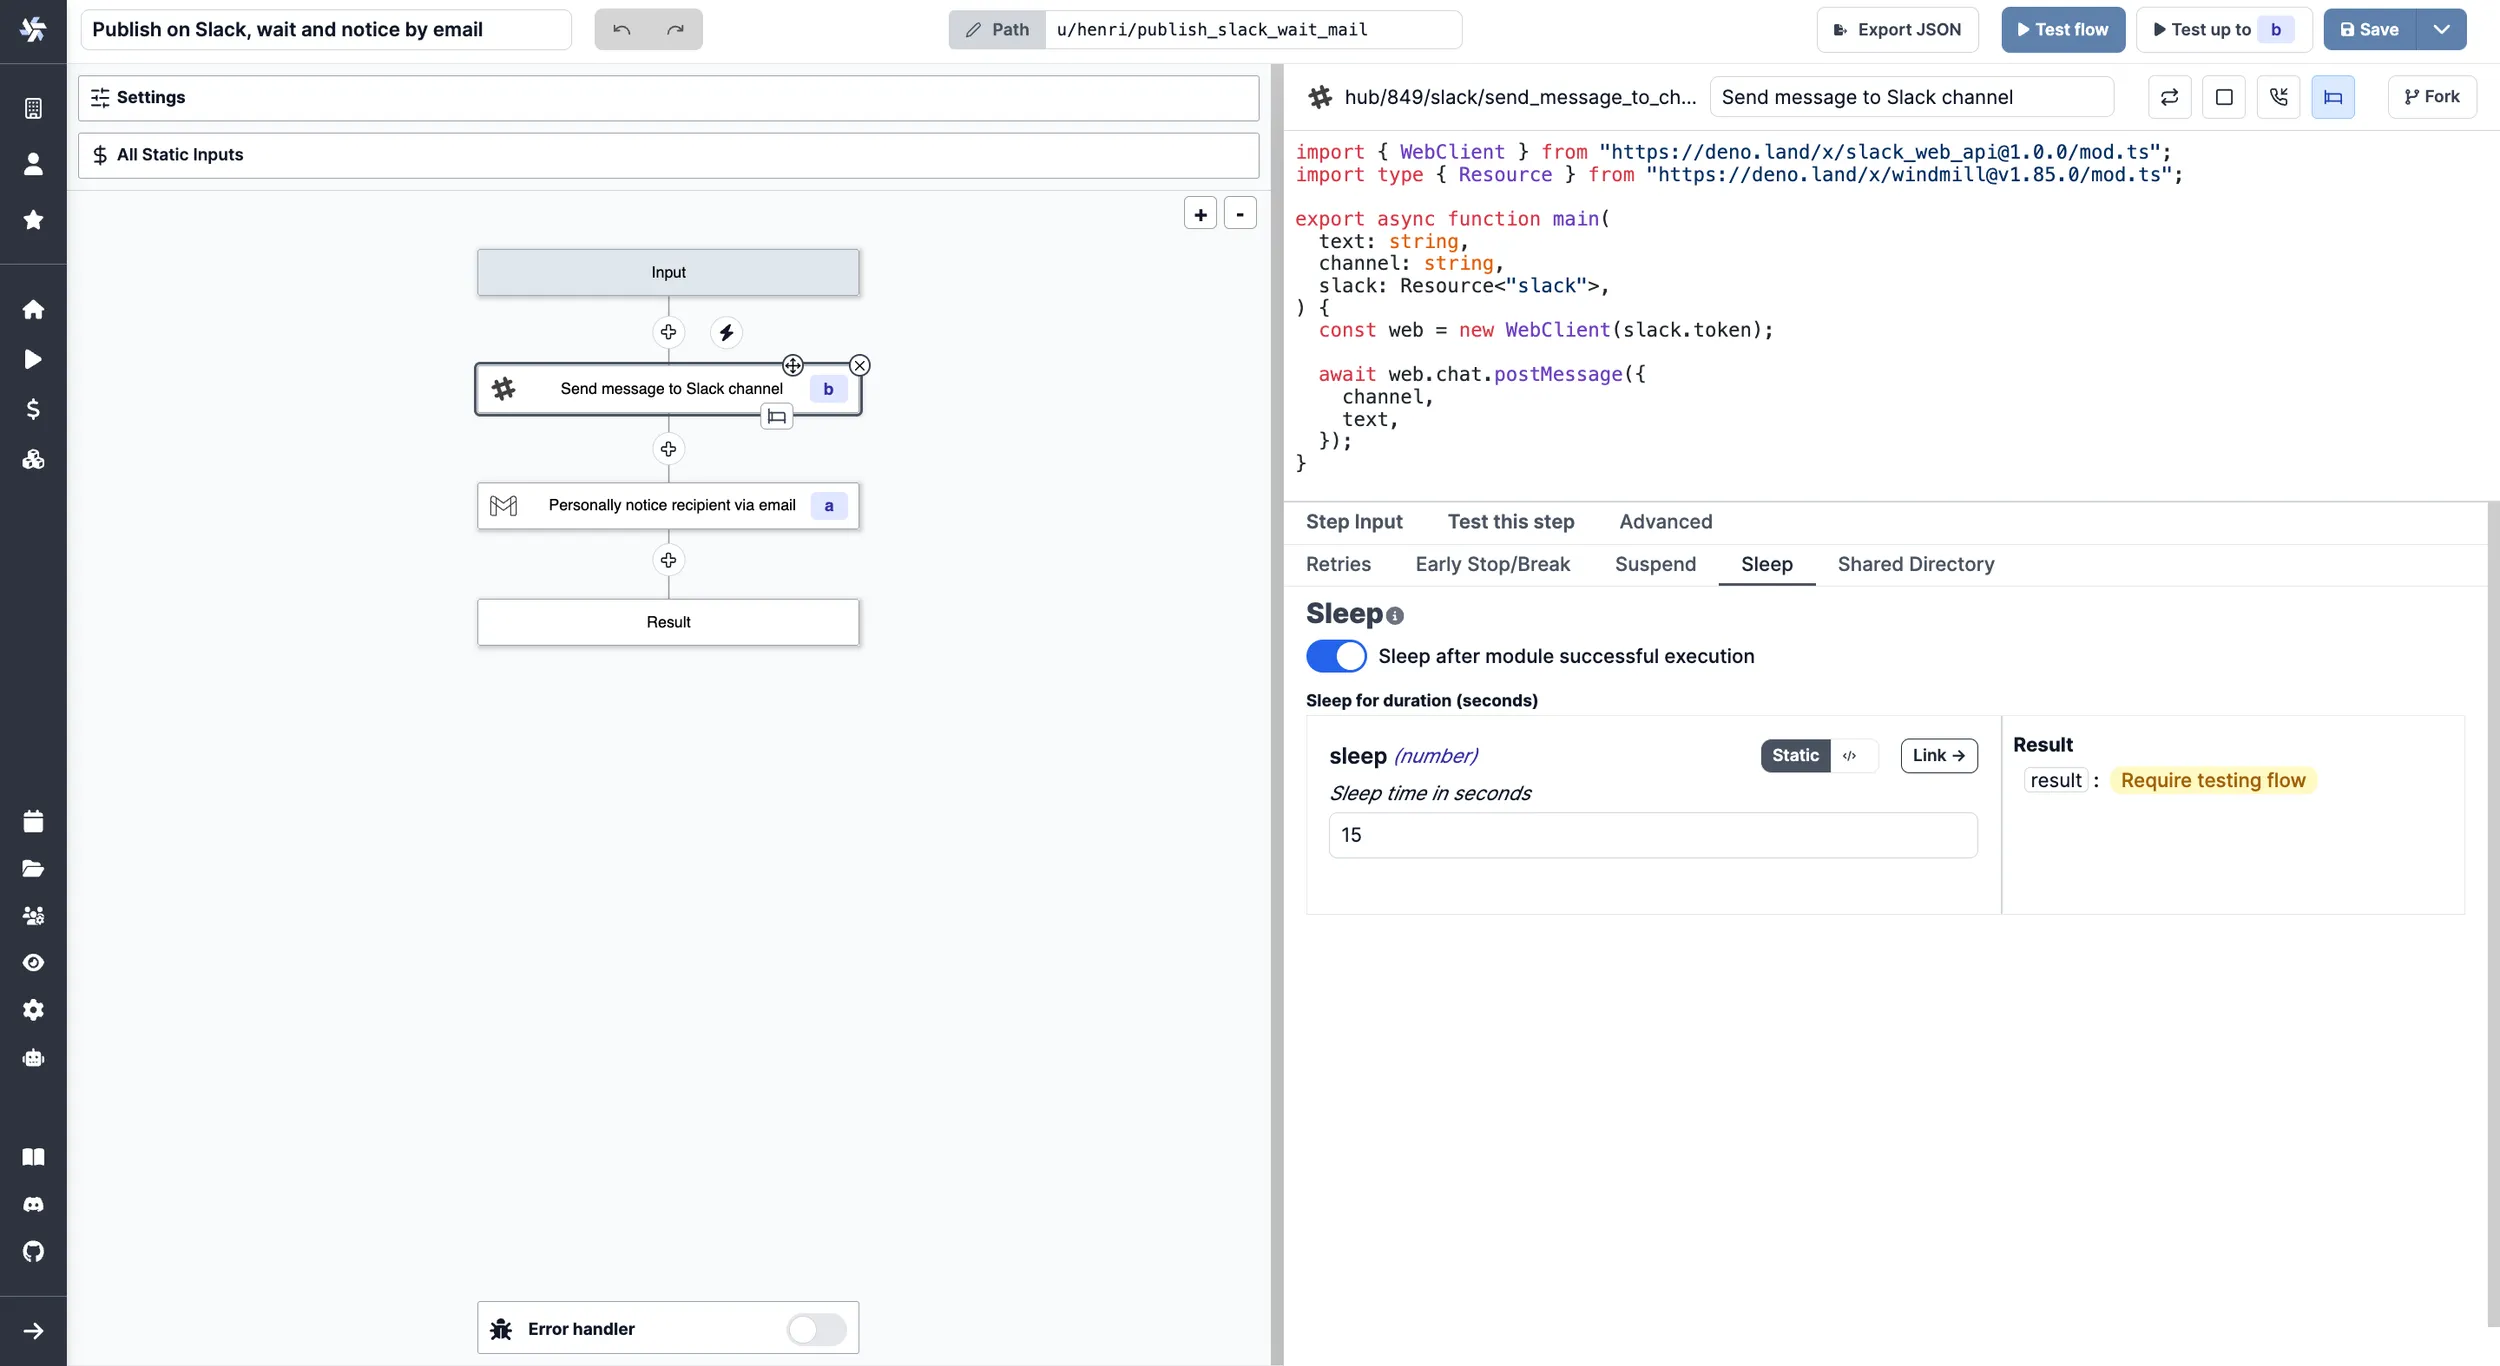 Publish on Slack, wait and notice by email
Path
u/henri/publish_slack_wait_mail
Export JSON
Test flow
Test up to b
Save
Settings
All Static Inputs
+
-
Input
Send message to Slack channel
b
Personally notice recipient via email
a
Result
Error handler
hub/849/slack/send_message_to_ch...
Send message to Slack channel
Fork
import { WebClient } from "https://deno.land/x/slack_web_api@1.0.0/mod.ts";
import type { Resource } from "https://deno.land/x/windmill@v1.85.0/mod.ts";
export async function main(
text: string,
channel: string,
slack: Resource<"slack">,
) {
const web = new WebClient(slack.token);
await web.chat.postMessage({
channel,
text,
});
}
Step Input
Test this step
Advanced
Retries
Early Stop/Break
Suspend
Sleep
Shared Directory
Sleep
Sleep after module successful execution
Sleep for duration (seconds)
sleep (number)
Static
</>
Link →
Sleep time in seconds
15
Result
result : Require testing flow